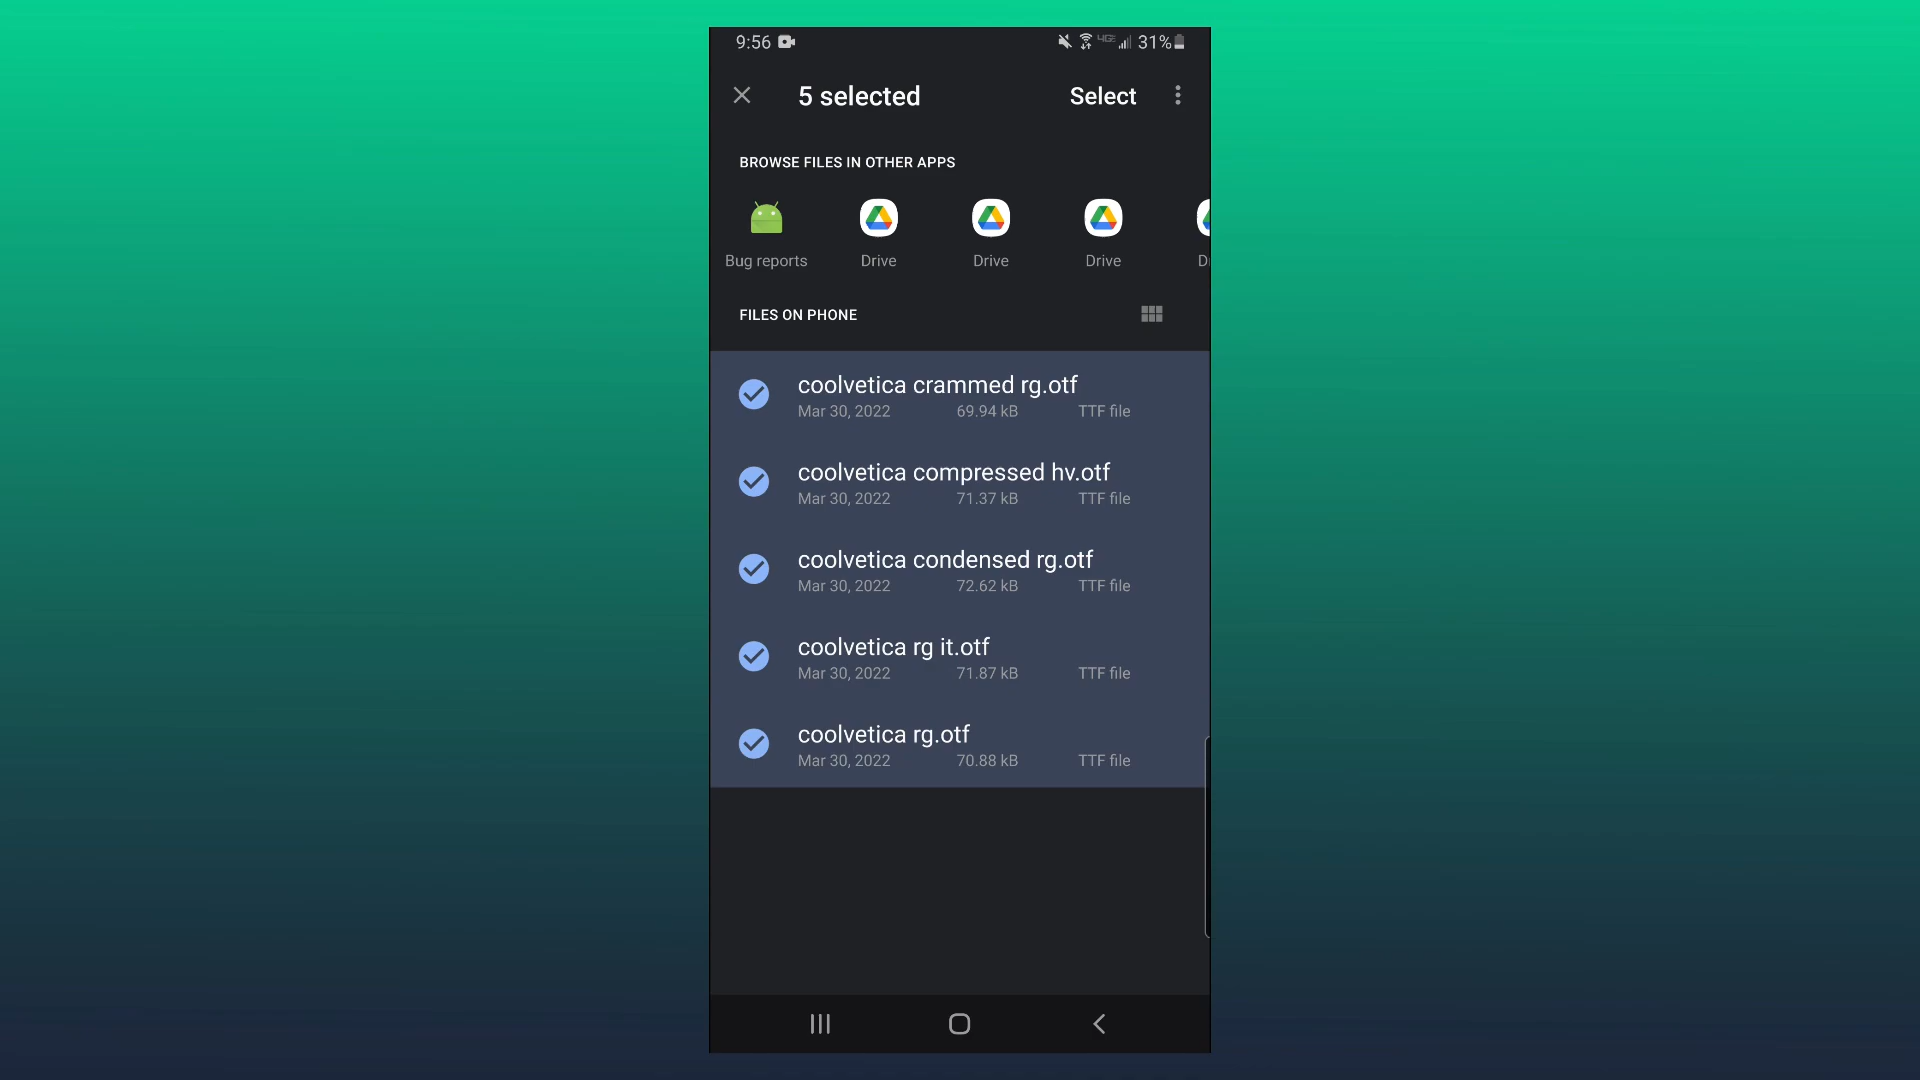 9:56 4GE 31%
5 selected Select
BROWSE FILES IN OTHER APPS
Bug reports Drive Drive Drive
FILES ON PHONE
coolvetica crammed rg.otf
Mar 30, 2022 69.94 kB TTF file
coolvetica compressed hv.otf
Mar 30, 2022 71.37 kB TTF file
coolvetica condensed rg.otf
Mar 30, 2022 72.62 kB TTF file
coolvetica rg it.otf
Mar 30, 2022 71.87 kB TTF file
coolvetica rg.otf
Mar 30, 2022 70.88 kB TTF file